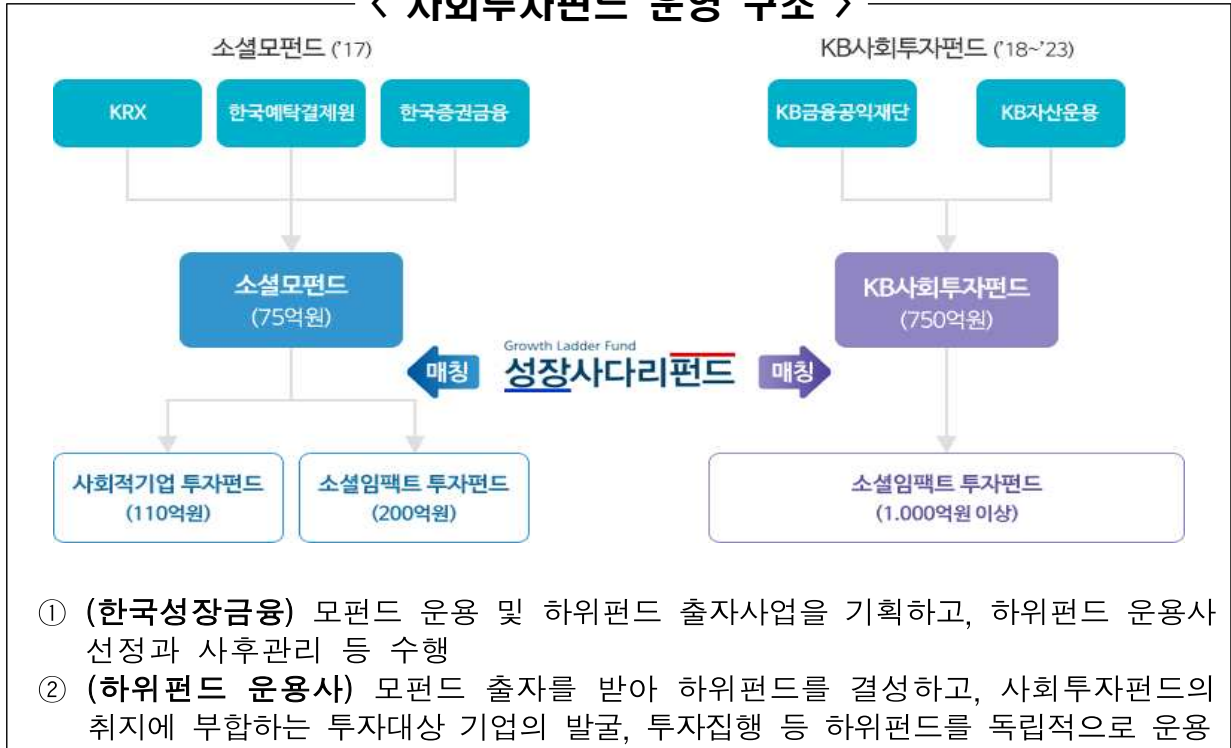 < 사회투자펀드 운영 구조 >
소셜모펀드 ('17)
KB사회투자펀드 ('18~'23)
KRX
한국예탁결제원
한국증권금융
KB금융공익재단
KB자산운용
소셜모펀드
(75억원)
KB사회투자펀드
(750억원)
매칭
Growth Ladder Fund
성장사다리펀드
매칭
사회적기업 투자펀드
(110억원)
소셜임팩트 투자펀드
(200억원)
소셜임팩트 투자펀드
(1.000억원 이상)
① (한국성장금융) 모펀드 운용 및 하위펀드 출자사업을 기획하고, 하위펀드 운용사
선정과 사후관리 등 수행
② (하위펀드 운용사) 모펀드 출자를 받아 하위펀드를 결성하고, 사회투자펀드의
취지에 부합하는 투자대상 기업의 발굴, 투자집행 등 하위펀드를 독립적으로 운용